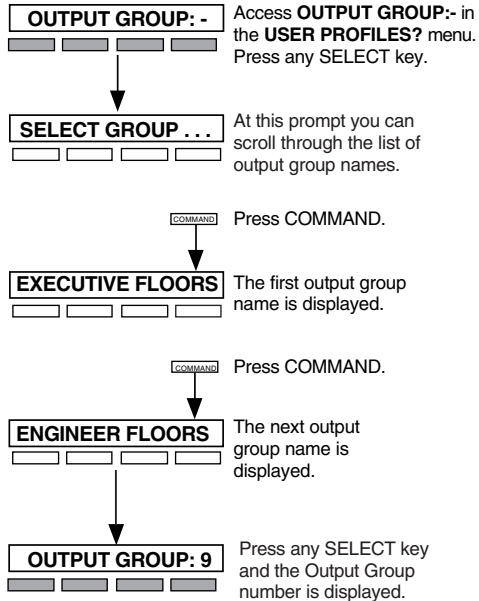 OUTPUT GROUP: -
Access OUTPUT GROUP:- in
the USER PROFILES? menu.
Press any SELECT key.
SELECT GROUP . . .
At this prompt you can
scroll through the list of
output group names.
COMMAND
Press COMMAND.
EXECUTIVE FLOORS
The first output group
name is displayed.
COMMAND
Press COMMAND.
ENGINEER FLOORS
The next output
group name is
displayed.
OUTPUT GROUP: 9
Press any SELECT key
and the Output Group
number is displayed.